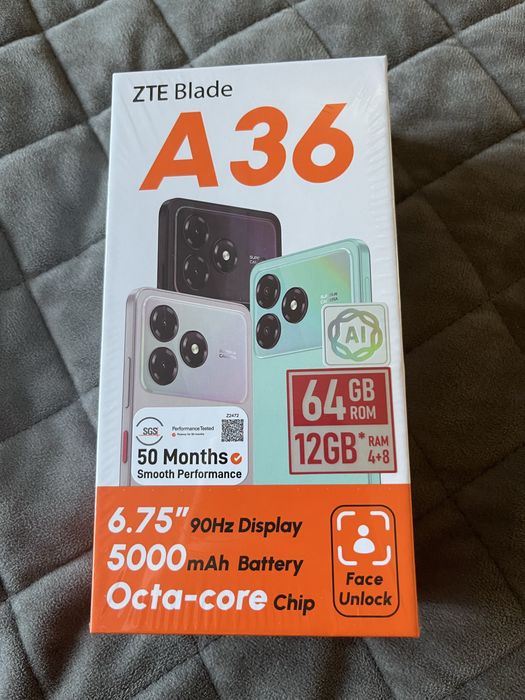 ZTE Blade
A36
AI
64 GB ROM
12GB* RAM 4+8
SGS
Performance Tested
Z2472
50 Months
Smooth Performance
6.75” 90Hz Display
5000mAh Battery
Octa-core Chip
Face
Unlock